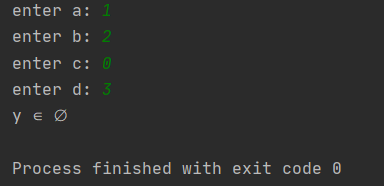 enter a: 1
enter b: 2
enter c: 0
enter d: 3
y ∈ ∅
Process finished with exit code 0